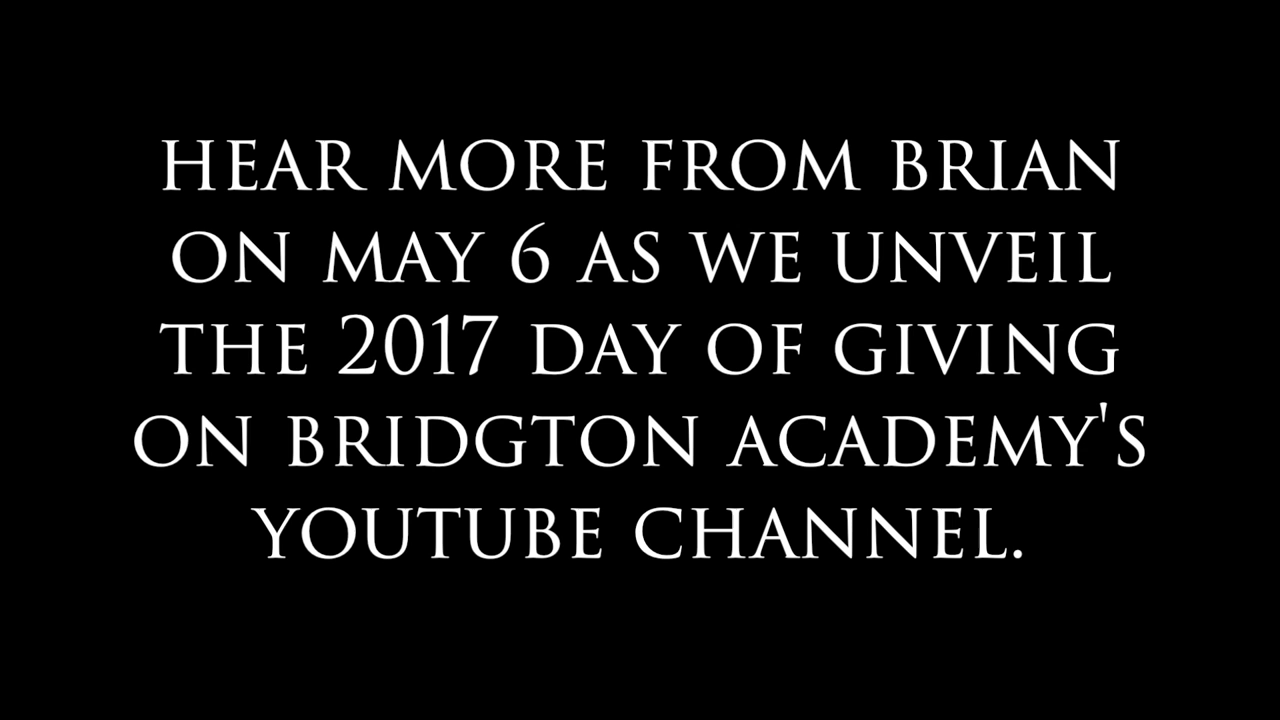 HEAR MORE FROM BRIAN
ON MAY 6 AS WE UNVEIL
THE 2017 DAY OF GIVING
ON BRIDGTON ACADEMY'S
YOUTUBE CHANNEL.